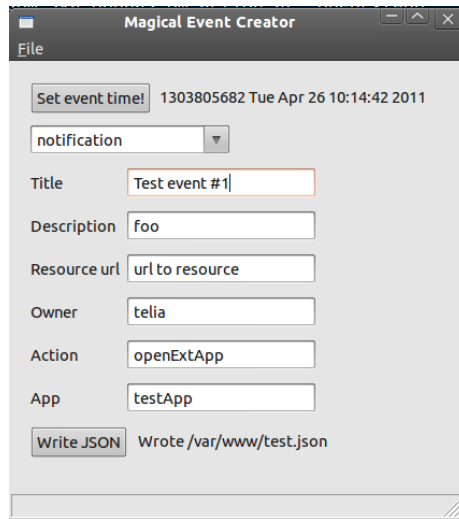 Magical Event Creator
File
Set event time! 1303805682 Tue Apr 26 10:14:42 2011
notification
Title Test event #1
Description foo
Resource url url to resource
Owner telia
Action openExtApp
App testApp
Write JSON Wrote /var/www/test.json